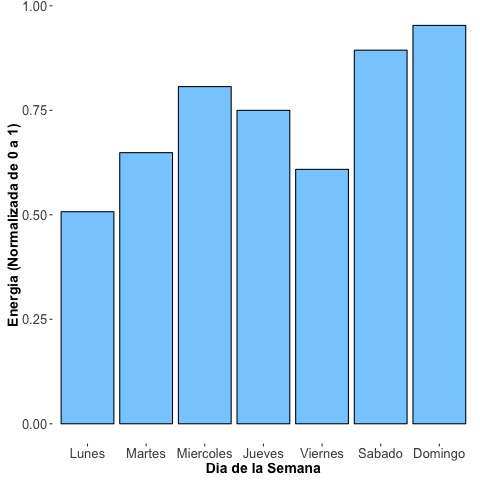 Energia (Normalizada de 0 a 1)
1.00
0.75
0.50
0.25
0.00
Lunes Martes Miercoles Jueves Viernes Sabado Domingo
Dia de la Semana